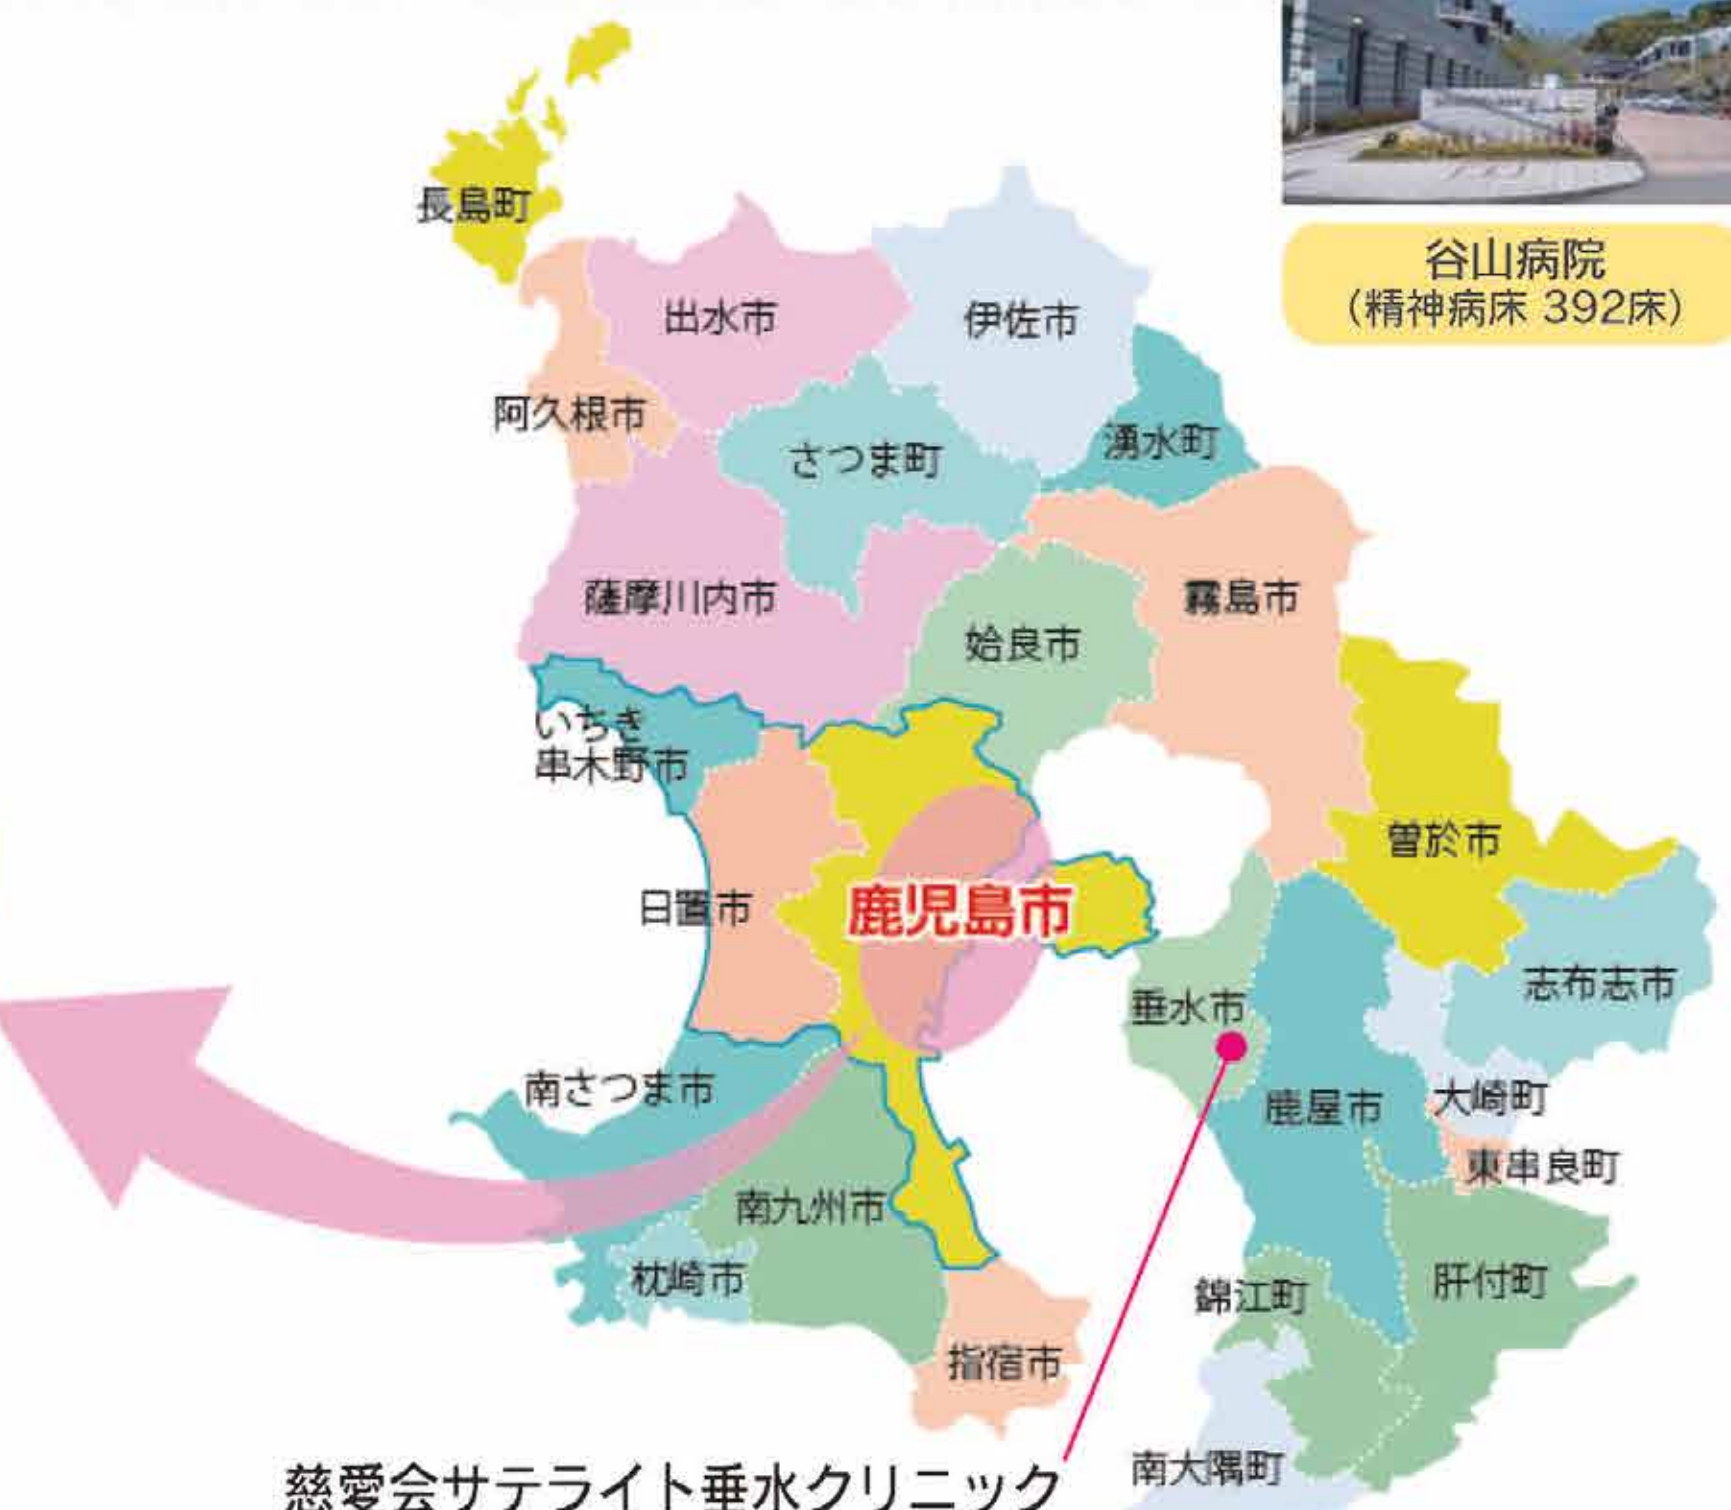 長島町
谷山病院
（精神病床 392床）
出水市
伊佐市
阿久根市
さつま町
湧水町
薩摩川内市
霧島市
姶良市
いちき
串木野市
曽於市
日置市
鹿児島市
志布志市
垂水市
南さつま市
鹿屋市
大崎町
東串良町
南九州市
枕崎市
錦江町
肝付町
指宿市
南大隅町
慈愛会サテライト垂水クリニック